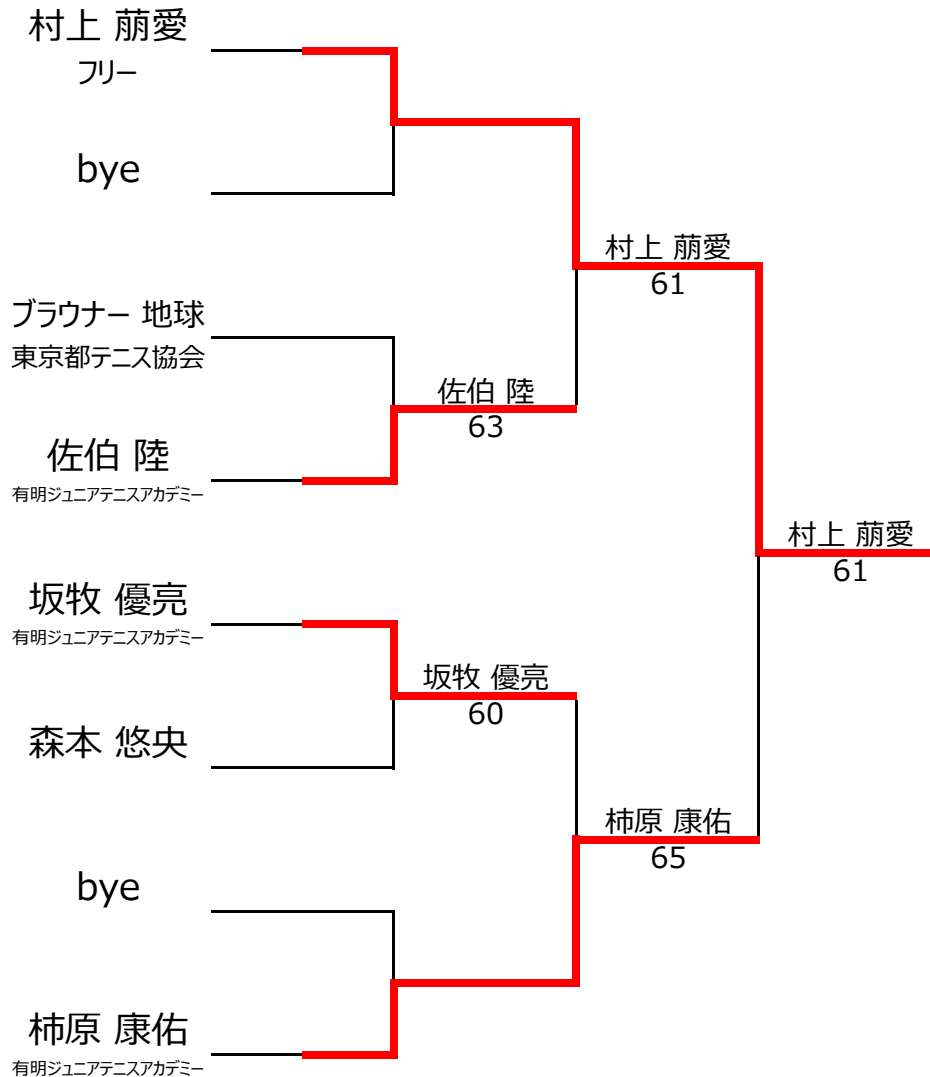 村上 萠愛
フリー
bye
ブラウナー 地球
東京都テニス協会
佐伯 陸
有明ジュニアテニスアカデミー
坂牧 優亮
有明ジュニアテニスアカデミー
森本 悠央
bye
柿原 康佑
有明ジュニアテニスアカデミー
佐伯 陸
63
坂牧 優亮
60
村上 萠愛
61
柿原 康佑
65
村上 萠愛
61